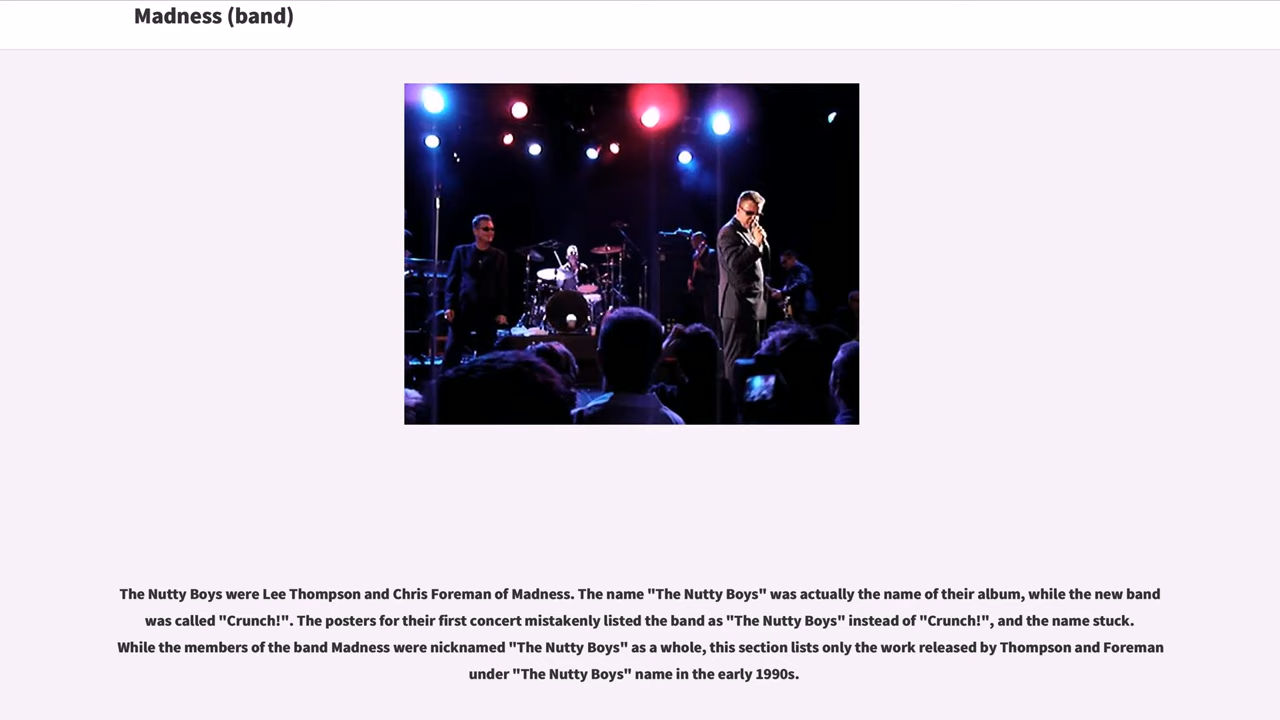 Madness (band)
The Nutty Boys were Lee Thompson and Chris Foreman of Madness. The name "The Nutty Boys" was actually the name of their album, while the new band
was called "Crunch!". The posters for their first concert mistakenly listed the band as "The Nutty Boys" instead of "Crunch!", and the name stuck.
While the members of the band Madness were nicknamed "The Nutty Boys" as a whole, this section lists only the work released by Thompson and Foreman
under "The Nutty Boys" name in the early 1990s.